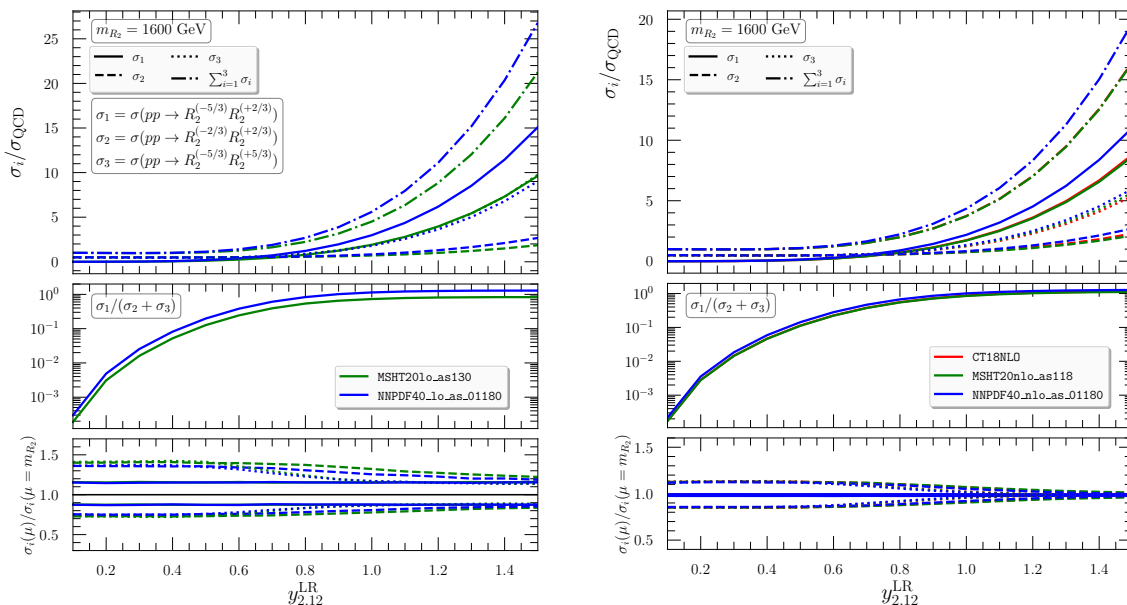 m_{R_2} = 1600 GeV
σ_1
σ_2
σ_3
∑_{i=1}^{3} σ_i
σ_1 = σ(pp → R_2^{(−5/3)} R_2^{(+2/3)})
σ_2 = σ(pp → R_2^{(−2/3)} R_2^{(+2/3)})
σ_3 = σ(pp → R_2^{(−5/3)} R_2^{(+5/3)})
σ_i/σ_QCD
25
20
15
10
5
0
σ_1/(σ_2 + σ_3)
10^0
10^{−1}
10^{−2}
10^{−3}
MSHT20lo_as130
NNPDF40_lo_as_01180
σ_i(μ)/σ_i(μ = m_{R_2})
1.5
1.0
0.5
0.2 0.4 0.6 0.8 1.0 1.2 1.4
y_{2.12}^{LR}
m_{R_2} = 1600 GeV
σ_1
σ_2
σ_3
∑_{i=1}^{3} σ_i
σ_i/σ_QCD
20
15
10
5
0
σ_1/(σ_2 + σ_3)
10^0
10^{−1}
10^{−2}
10^{−3}
CT18NLO
MSHT20nlo_as118
NNPDF40_nlo_as_01180
σ_i(μ)/σ_i(μ = m_{R_2})
1.5
1.0
0.5
0.2 0.4 0.6 0.8 1.0 1.2 1.4
y_{2.12}^{LR}